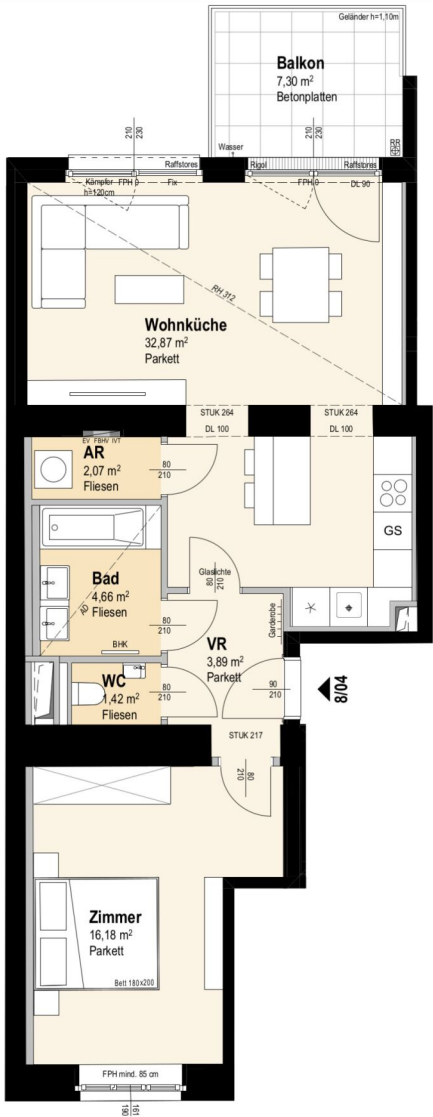 Geländer h=1,10m
Balkon
7,30 m²
Betonplatten
210
230
210
230
Wasser
Raffstores
Rigol
Raffstores
Kämpfer
h=120cm
FPH 0
Fix
FPH 0
DL 90
RH 312
Wohnküche
32,87 m²
Parkett
STUK 264
DL 100
STUK 264
DL 100
EV FBHV IVT
AR
2,07 m²
Fliesen
80
210
GS
Glaslichte
80
210
Bad
4,66 m²
Fliesen
AD
80
210
BHK
Garderobe
VR
3,89 m²
Parkett
WC
1,42 m²
Fliesen
80
210
90
210
8/04
STUK 217
80
210
Zimmer
16,18 m²
Parkett
Bett 180x200
FPH mind. 85 cm
161
190